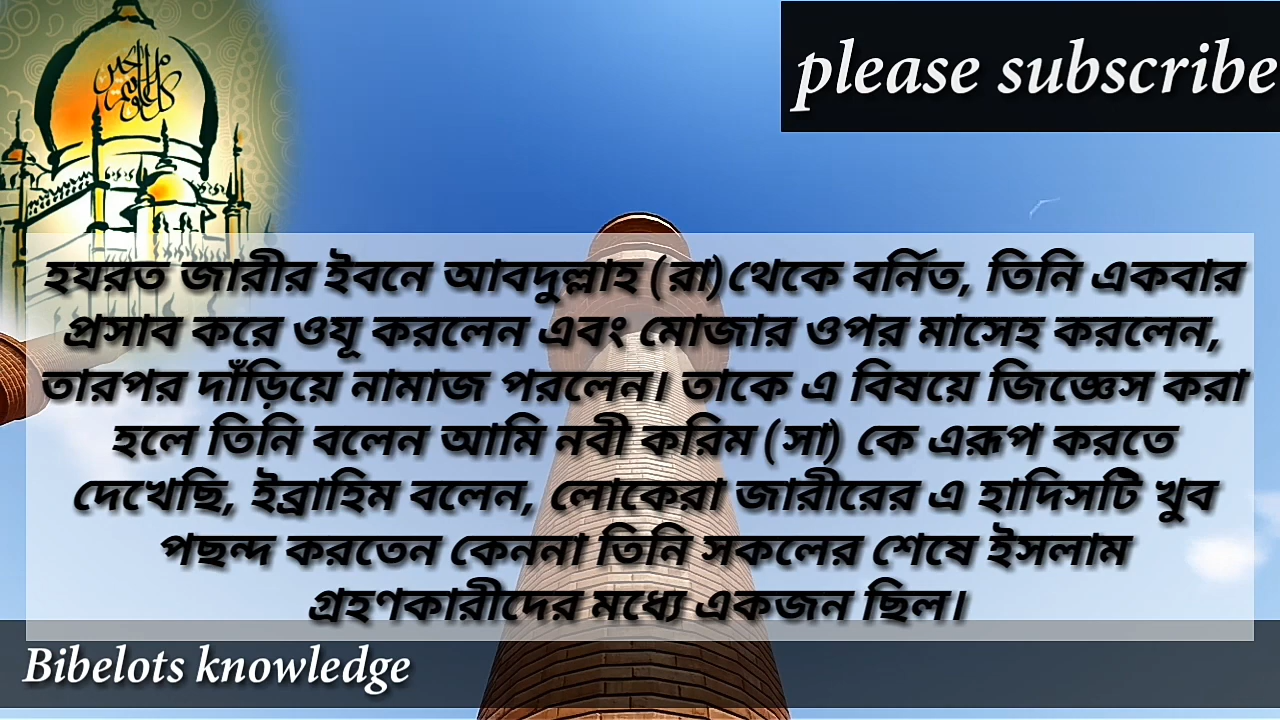 please subscribe
হযরত জারীর ইবনে আবদুল্লাহ (রা)থেকে বর্নিত, তিনি একবার
প্রসাব করে ওযূ করলেন এবং মোজার ওপর মাসেহ করলেন,
তারপর দাঁড়িয়ে নামাজ পরলেন। তাকে এ বিষয়ে জিজ্ঞেস করা
হলে তিনি বলেন আমি নবী করিম (সা) কে এরূপ করতে
দেখেছি, ইব্রাহিম বলেন, লোকেরা জারীরের এ হাদিসটি খুব
পছন্দ করতেন কেননা তিনি সকলের শেষে ইসলাম
গ্রহণকারীদের মধ্যে একজন ছিল।
Bibelots knowledge